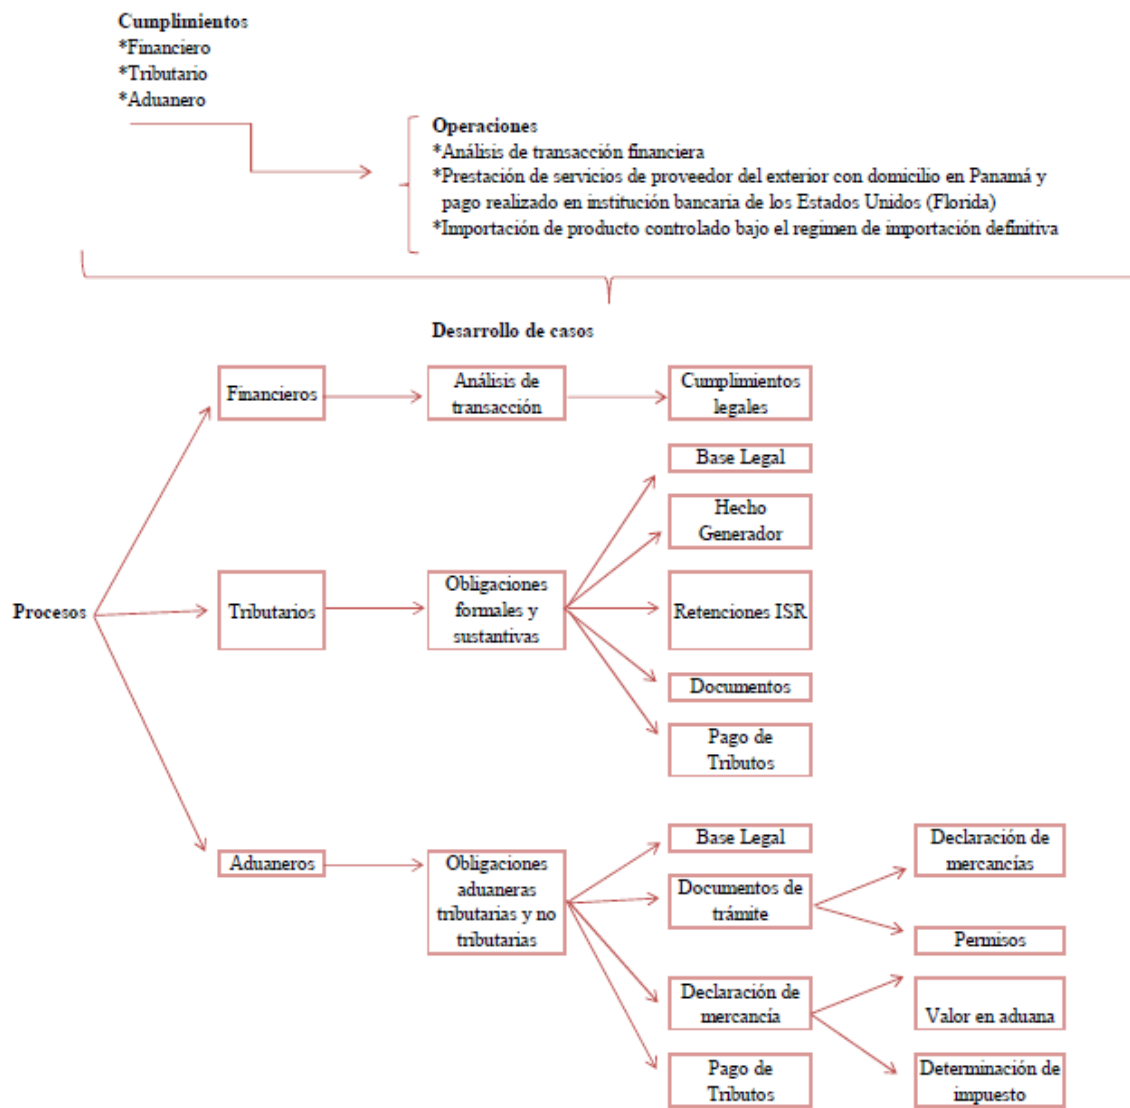 Cumplimientos
*Financiero
*Tributario
*Aduanero
Operaciones
*Análisis de transacción financiera
*Prestación de servicios de proveedor del exterior con domicilio en Panamá y
pago realizado en institución bancaria de los Estados Unidos (Florida)
*Importación de producto controlado bajo el regimen de importación definitiva
Desarrollo de casos
Procesos
Financieros
Análisis de
transacción
Cumplimientos
legales
Tributarios
Obligaciones
formales y
sustantivas
Base Legal
Hecho
Generador
Retenciones ISR
Documentos
Pago de
Tributos
Aduaneros
Obligaciones
aduaneras
tributarias y no
tributarias
Base Legal
Documentos de
trámite
Declaración de
mercancías
Permisos
Declaración de
mercancía
Valor en aduana
Determinación de
impuesto
Pago de
Tributos